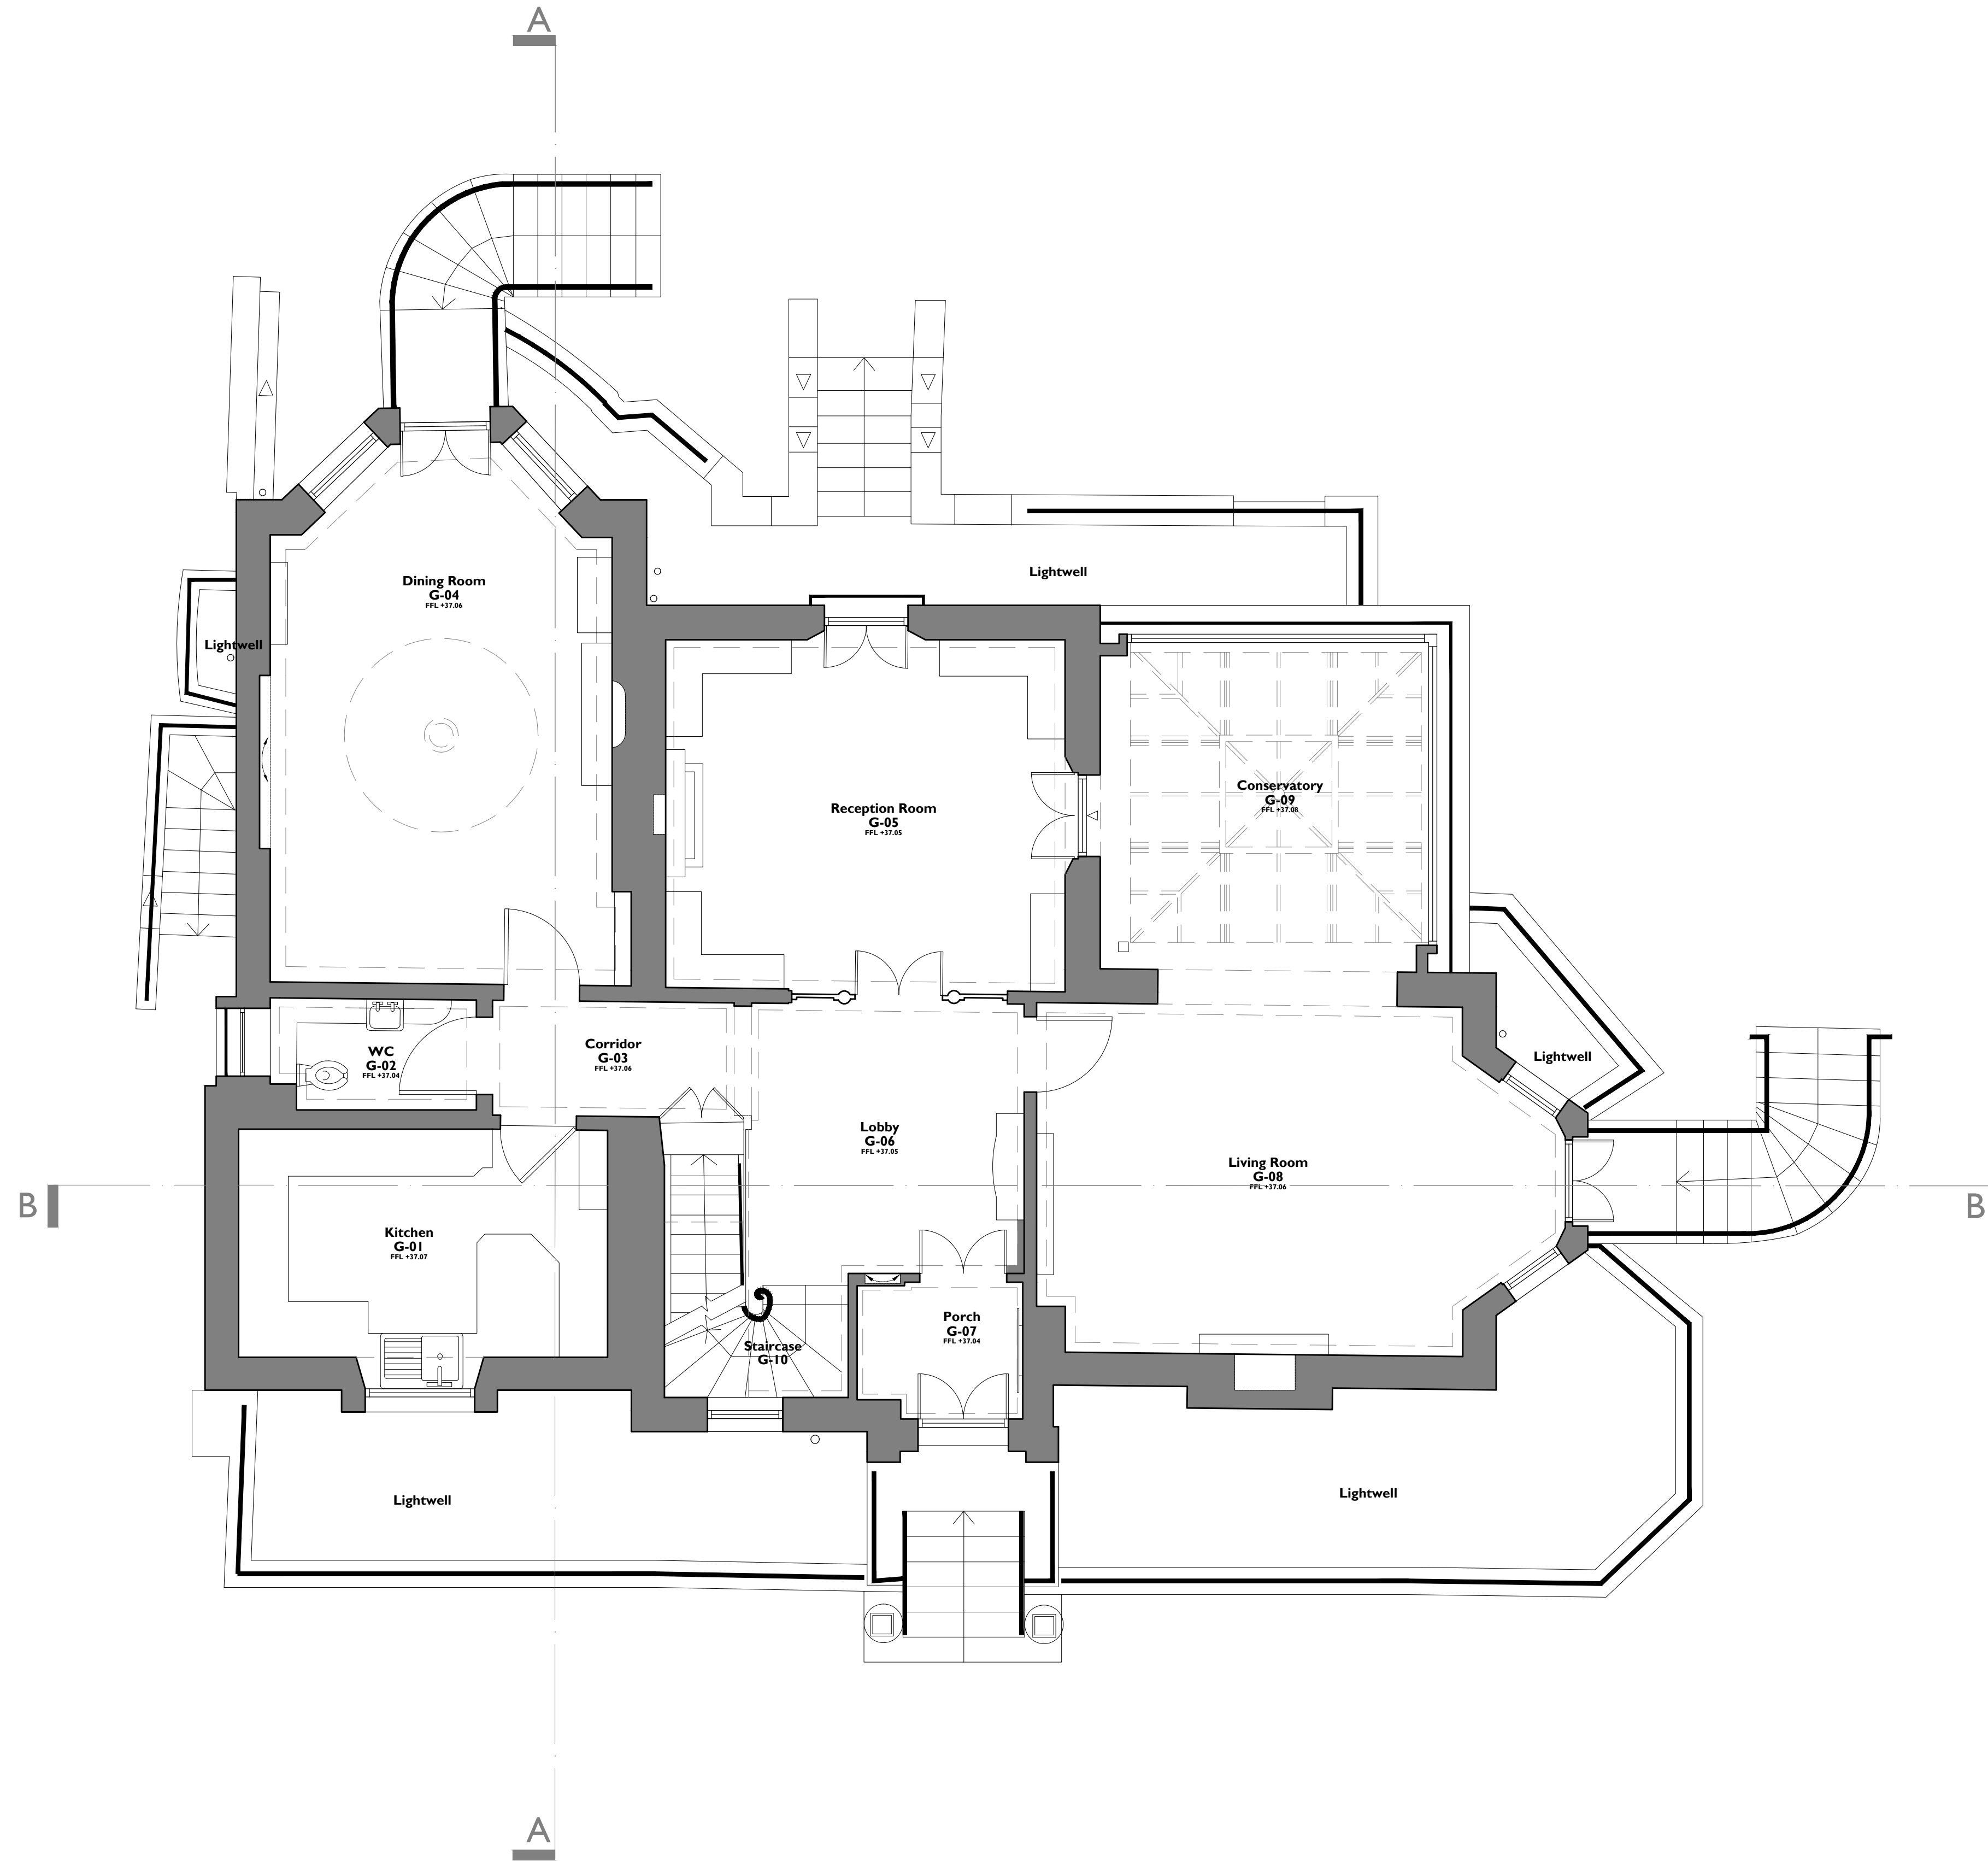 A
Dining Room
G-04
FFL +37.06
Lightwell
Lightwell
Reception Room
G-05
FFL +37.05
Conservatory
G-09
FFL +37.08
WC
G-02
FFL +37.04
Corridor
G-03
FFL +37.06
Lightwell
Lobby
G-06
FFL +37.05
Living Room
G-08
FFL +37.06
B
B
Kitchen
G-01
FFL +37.07
Porch
G-07
FFL +37.04
Staircase
G-10
Lightwell
Lightwell
A